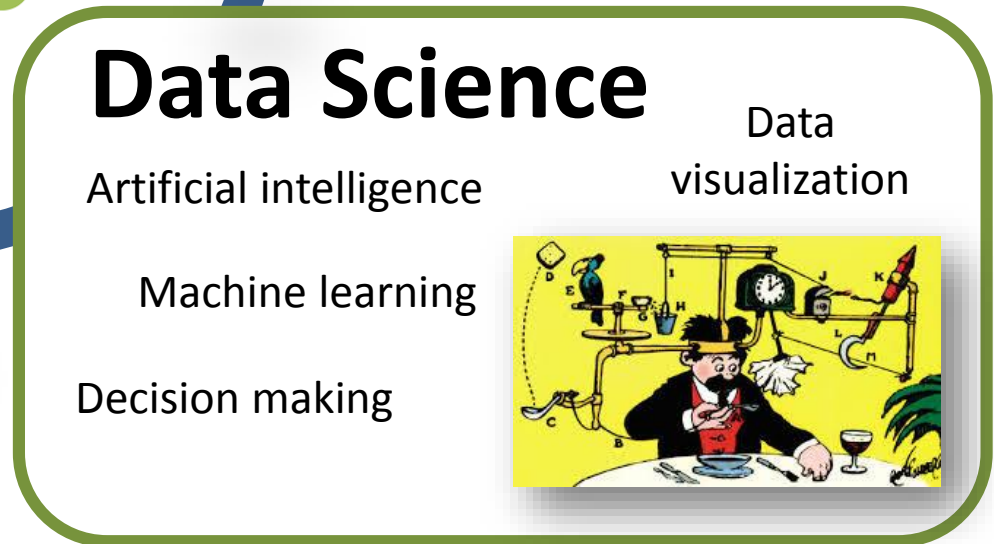 Data Science
Data
visualization
Artificial intelligence
Machine learning
Decision making
D
E
F
G
H
I
J
K
L
M
C
B